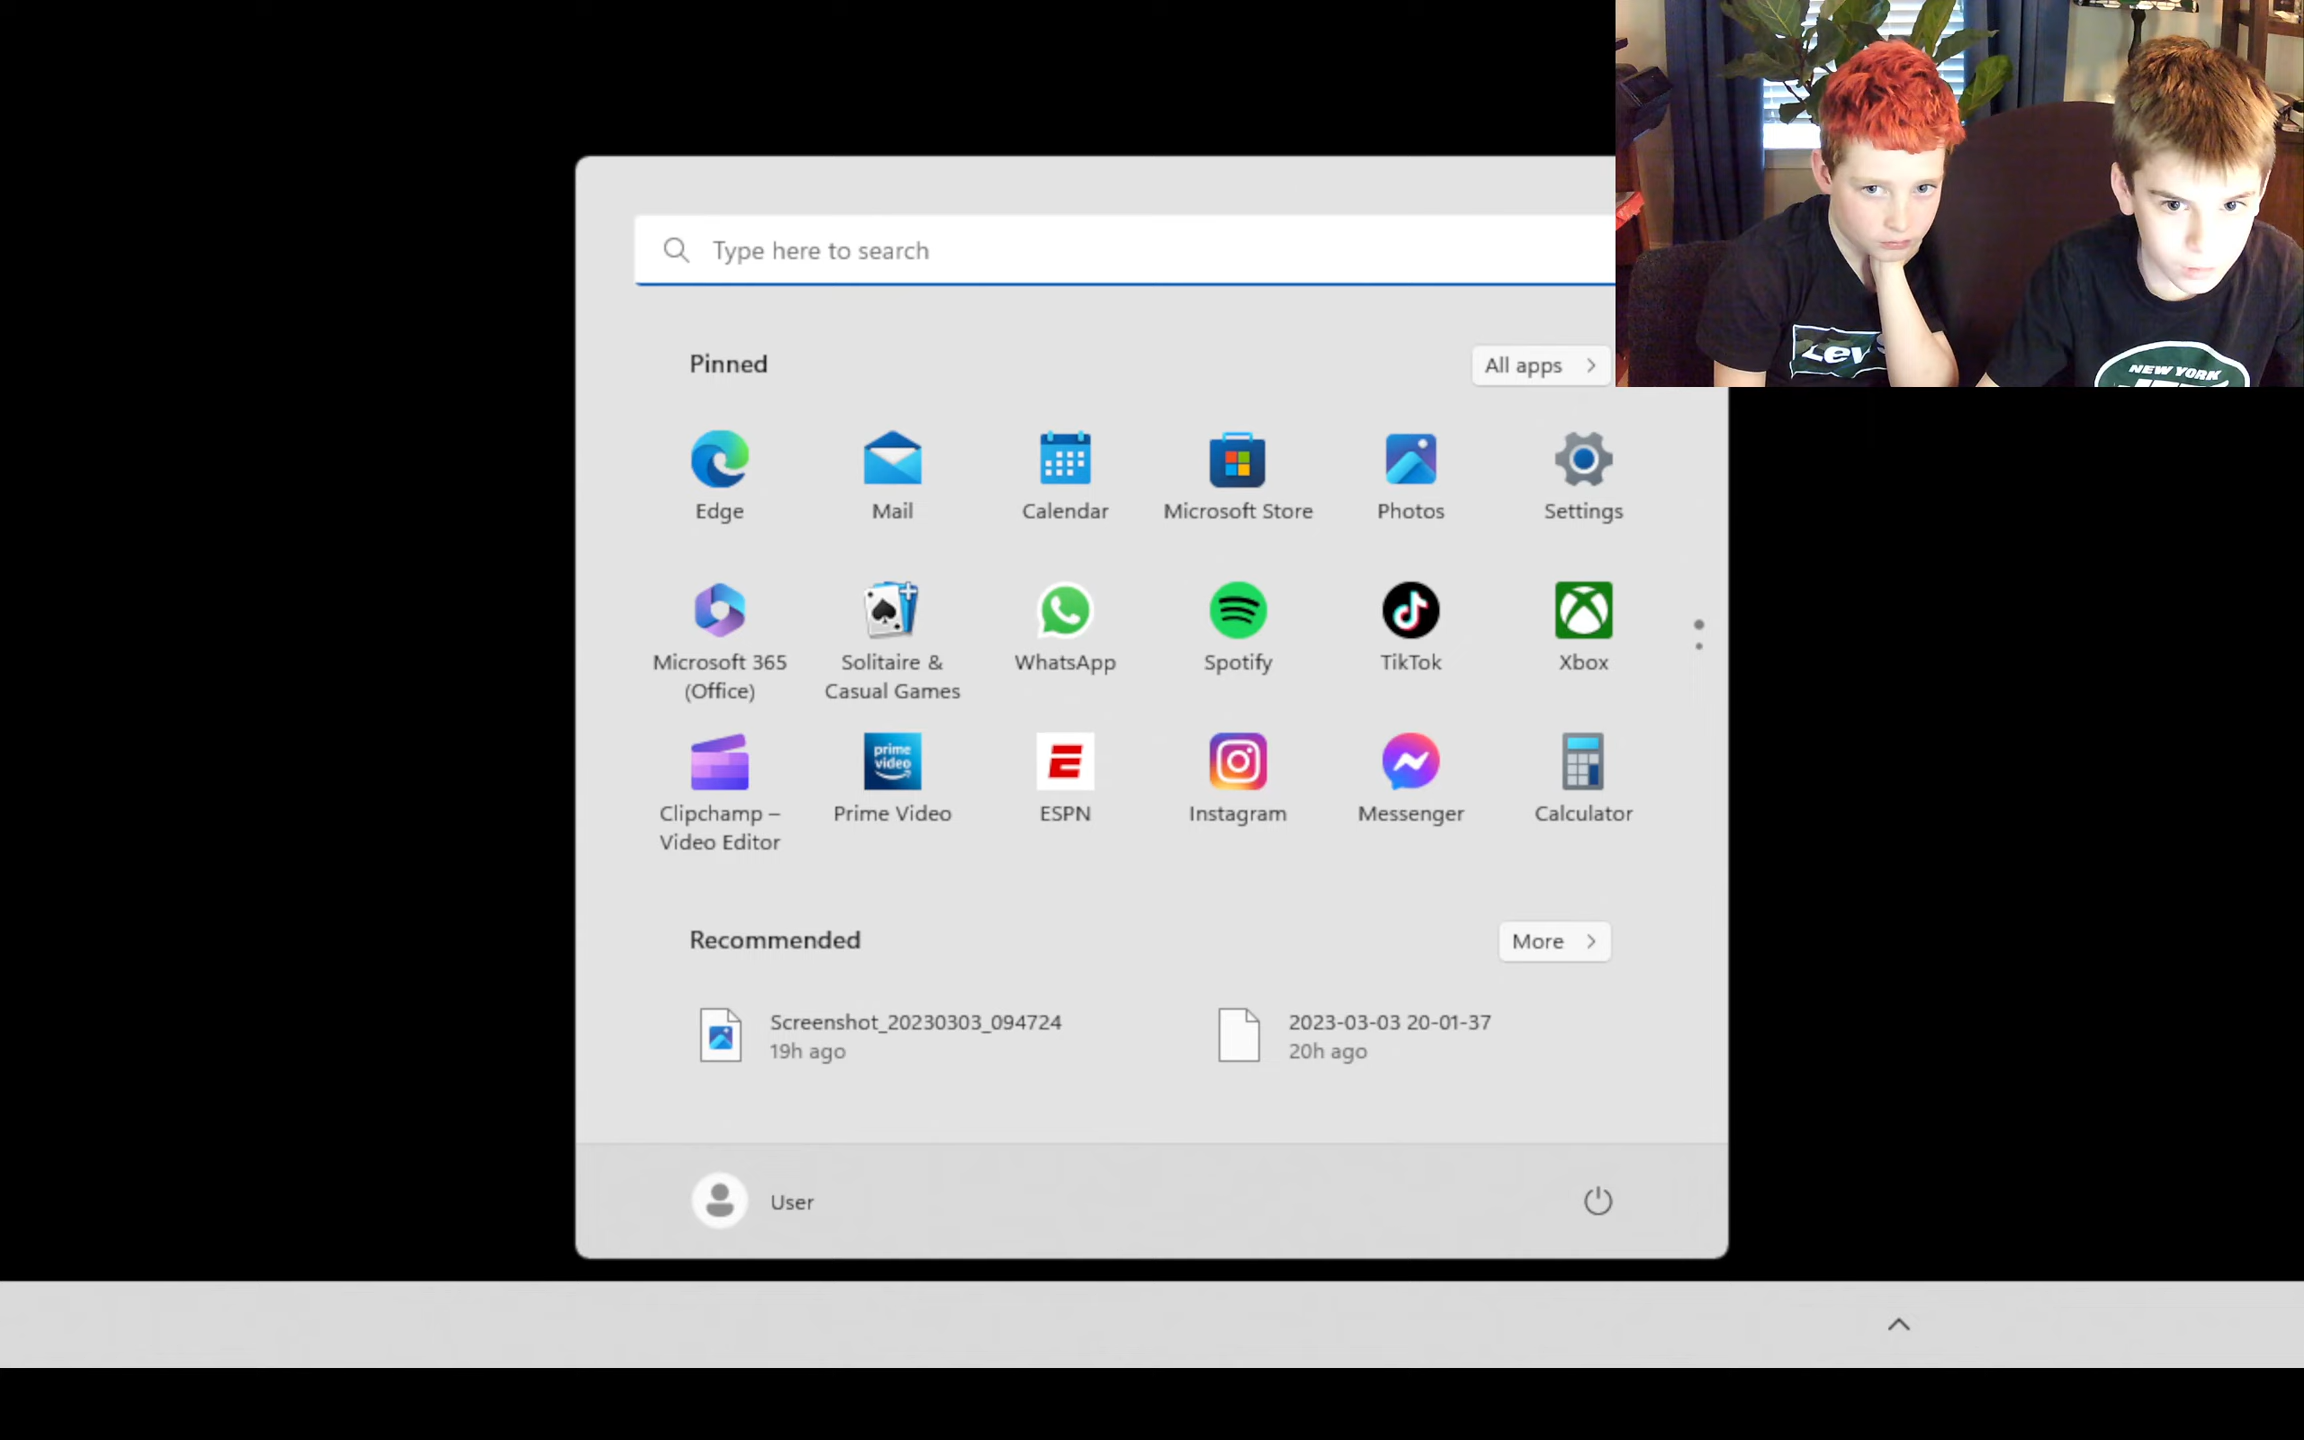 Type here to search
Pinned
All apps
Edge
Mail
Calendar
Microsoft Store
Photos
Settings
Microsoft 365
(Office)
Solitaire &
Casual Games
WhatsApp
Spotify
TikTok
Xbox
prime
video
Clipchamp –
Video Editor
Prime Video
E
ESPN
Instagram
Messenger
Calculator
Recommended
More
Screenshot_20230303_094724
19h ago
2023-03-03 20-01-37
20h ago
User
Levi's
NEW YORK
JETS